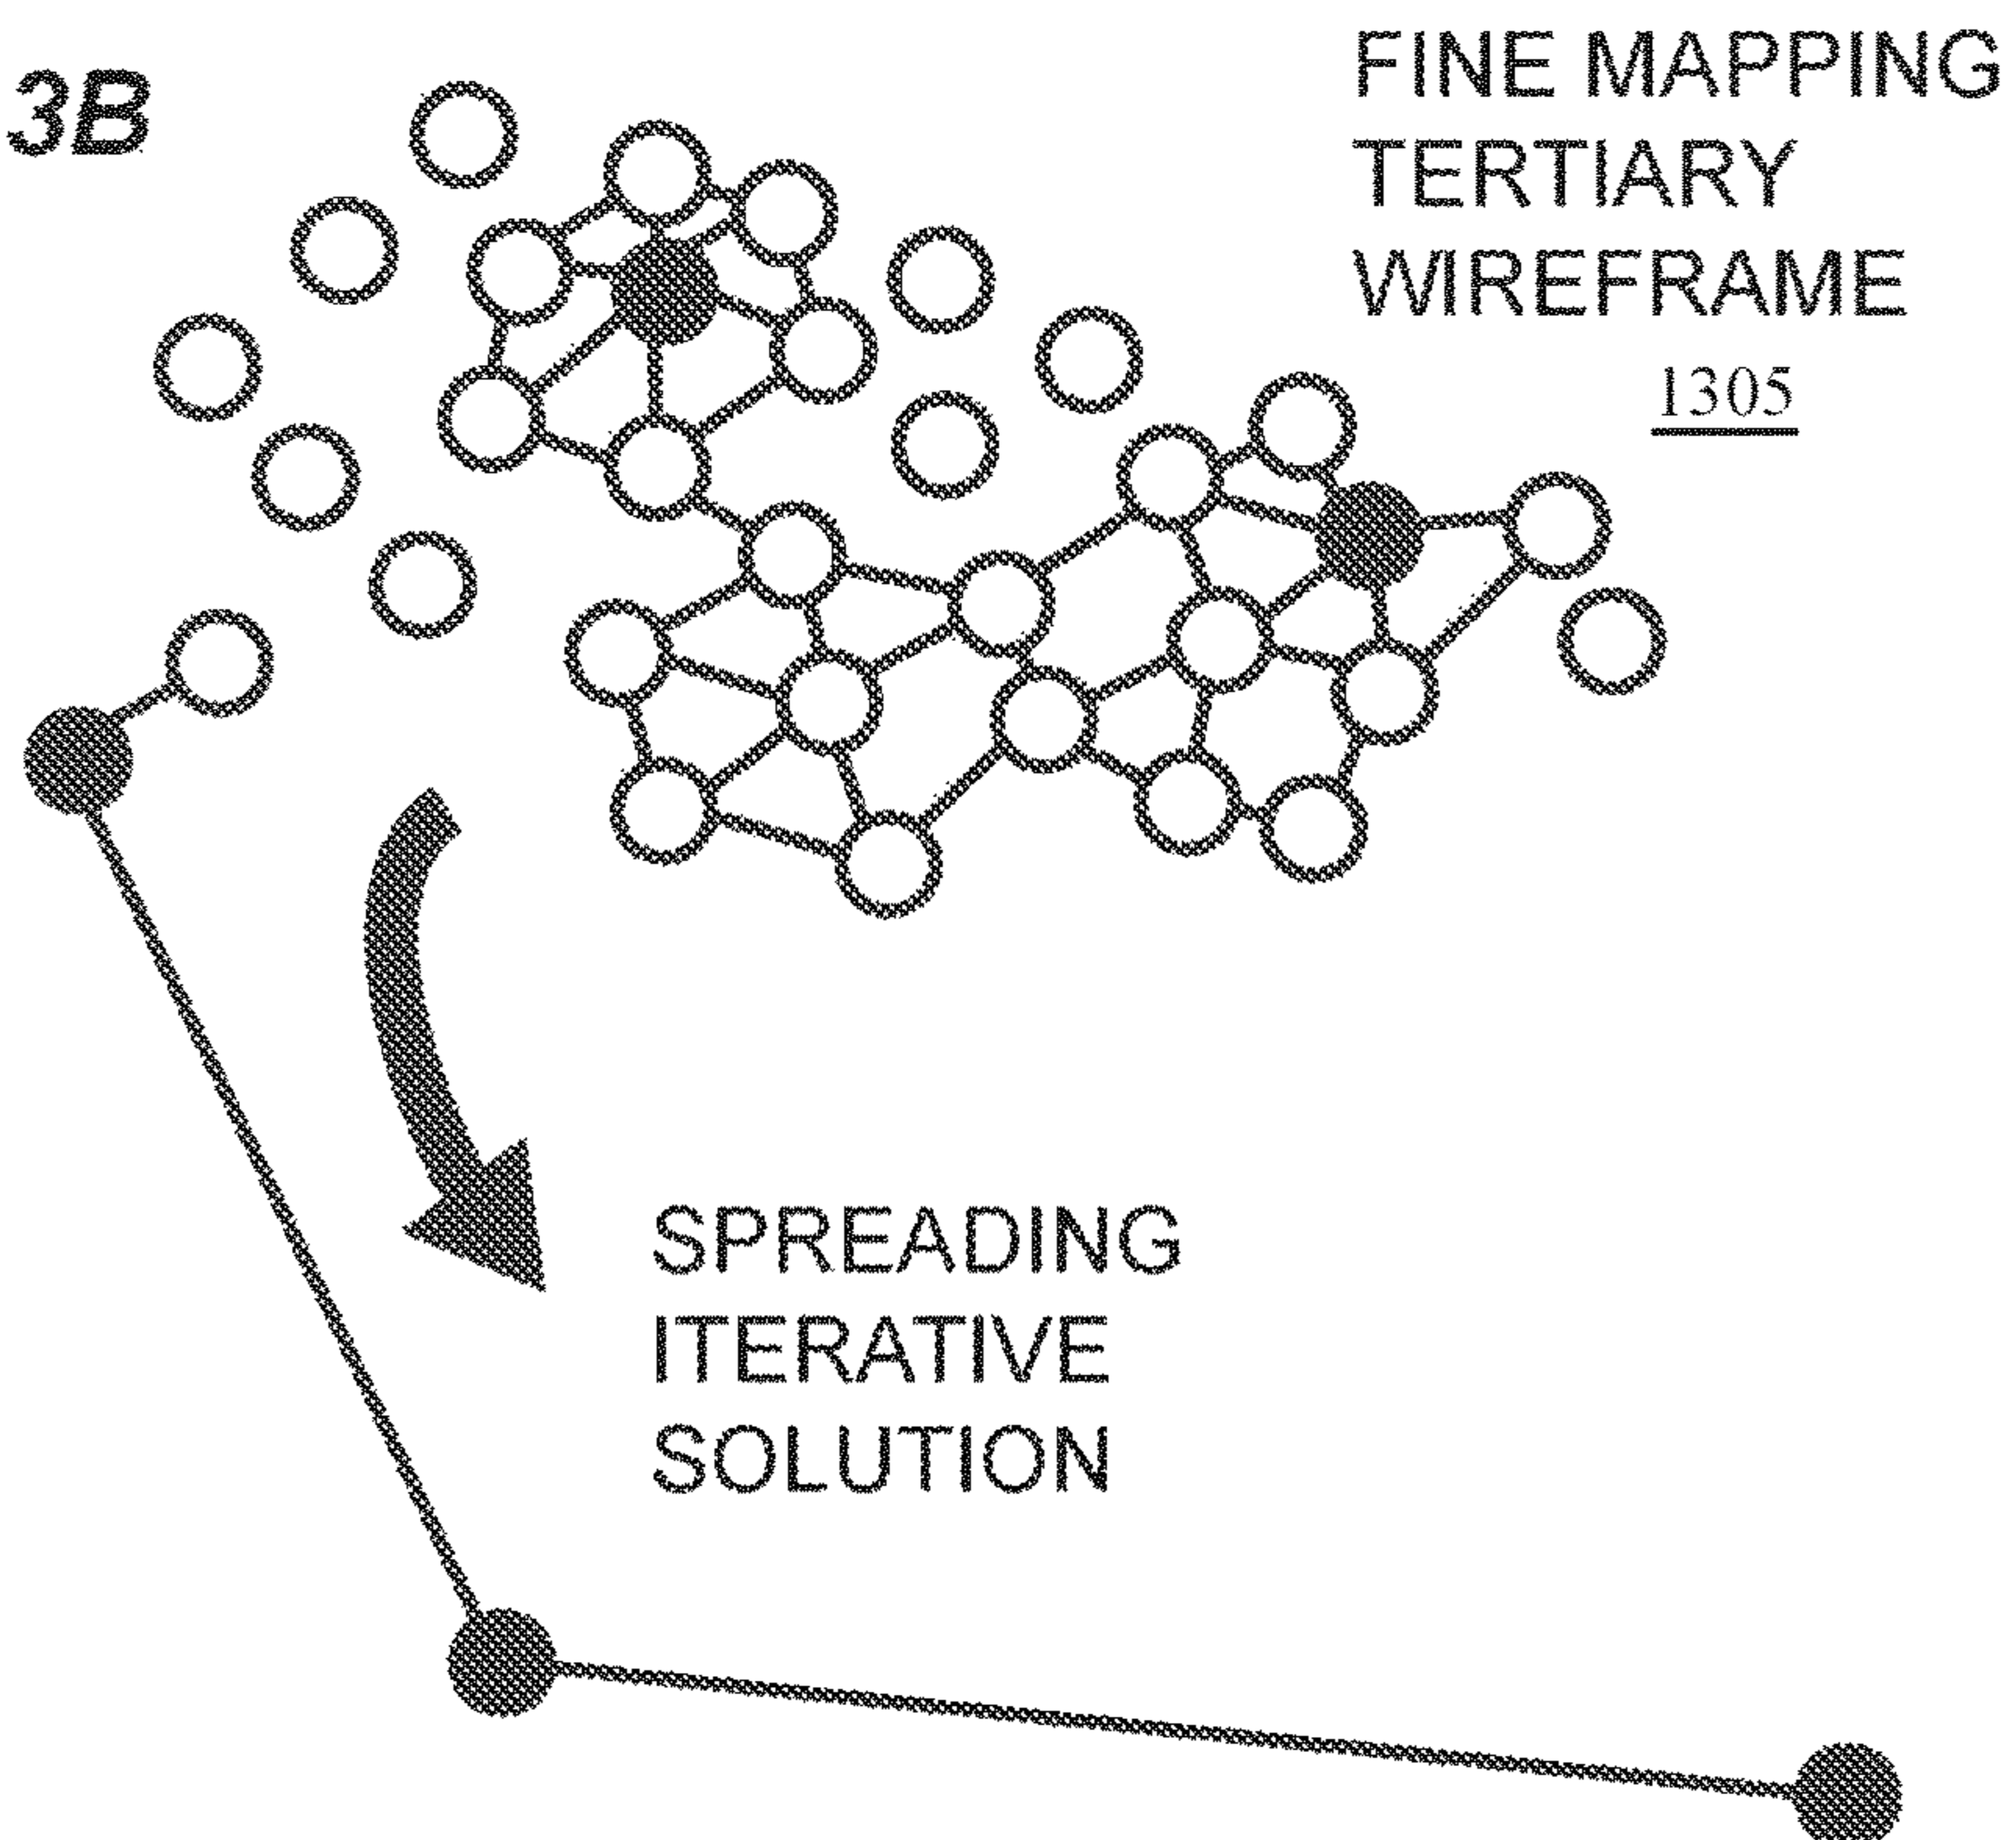 3B
FINE MAPPING
TERTIARY
WIREFRAME
1305
SPREADING
ITERATIVE
SOLUTION